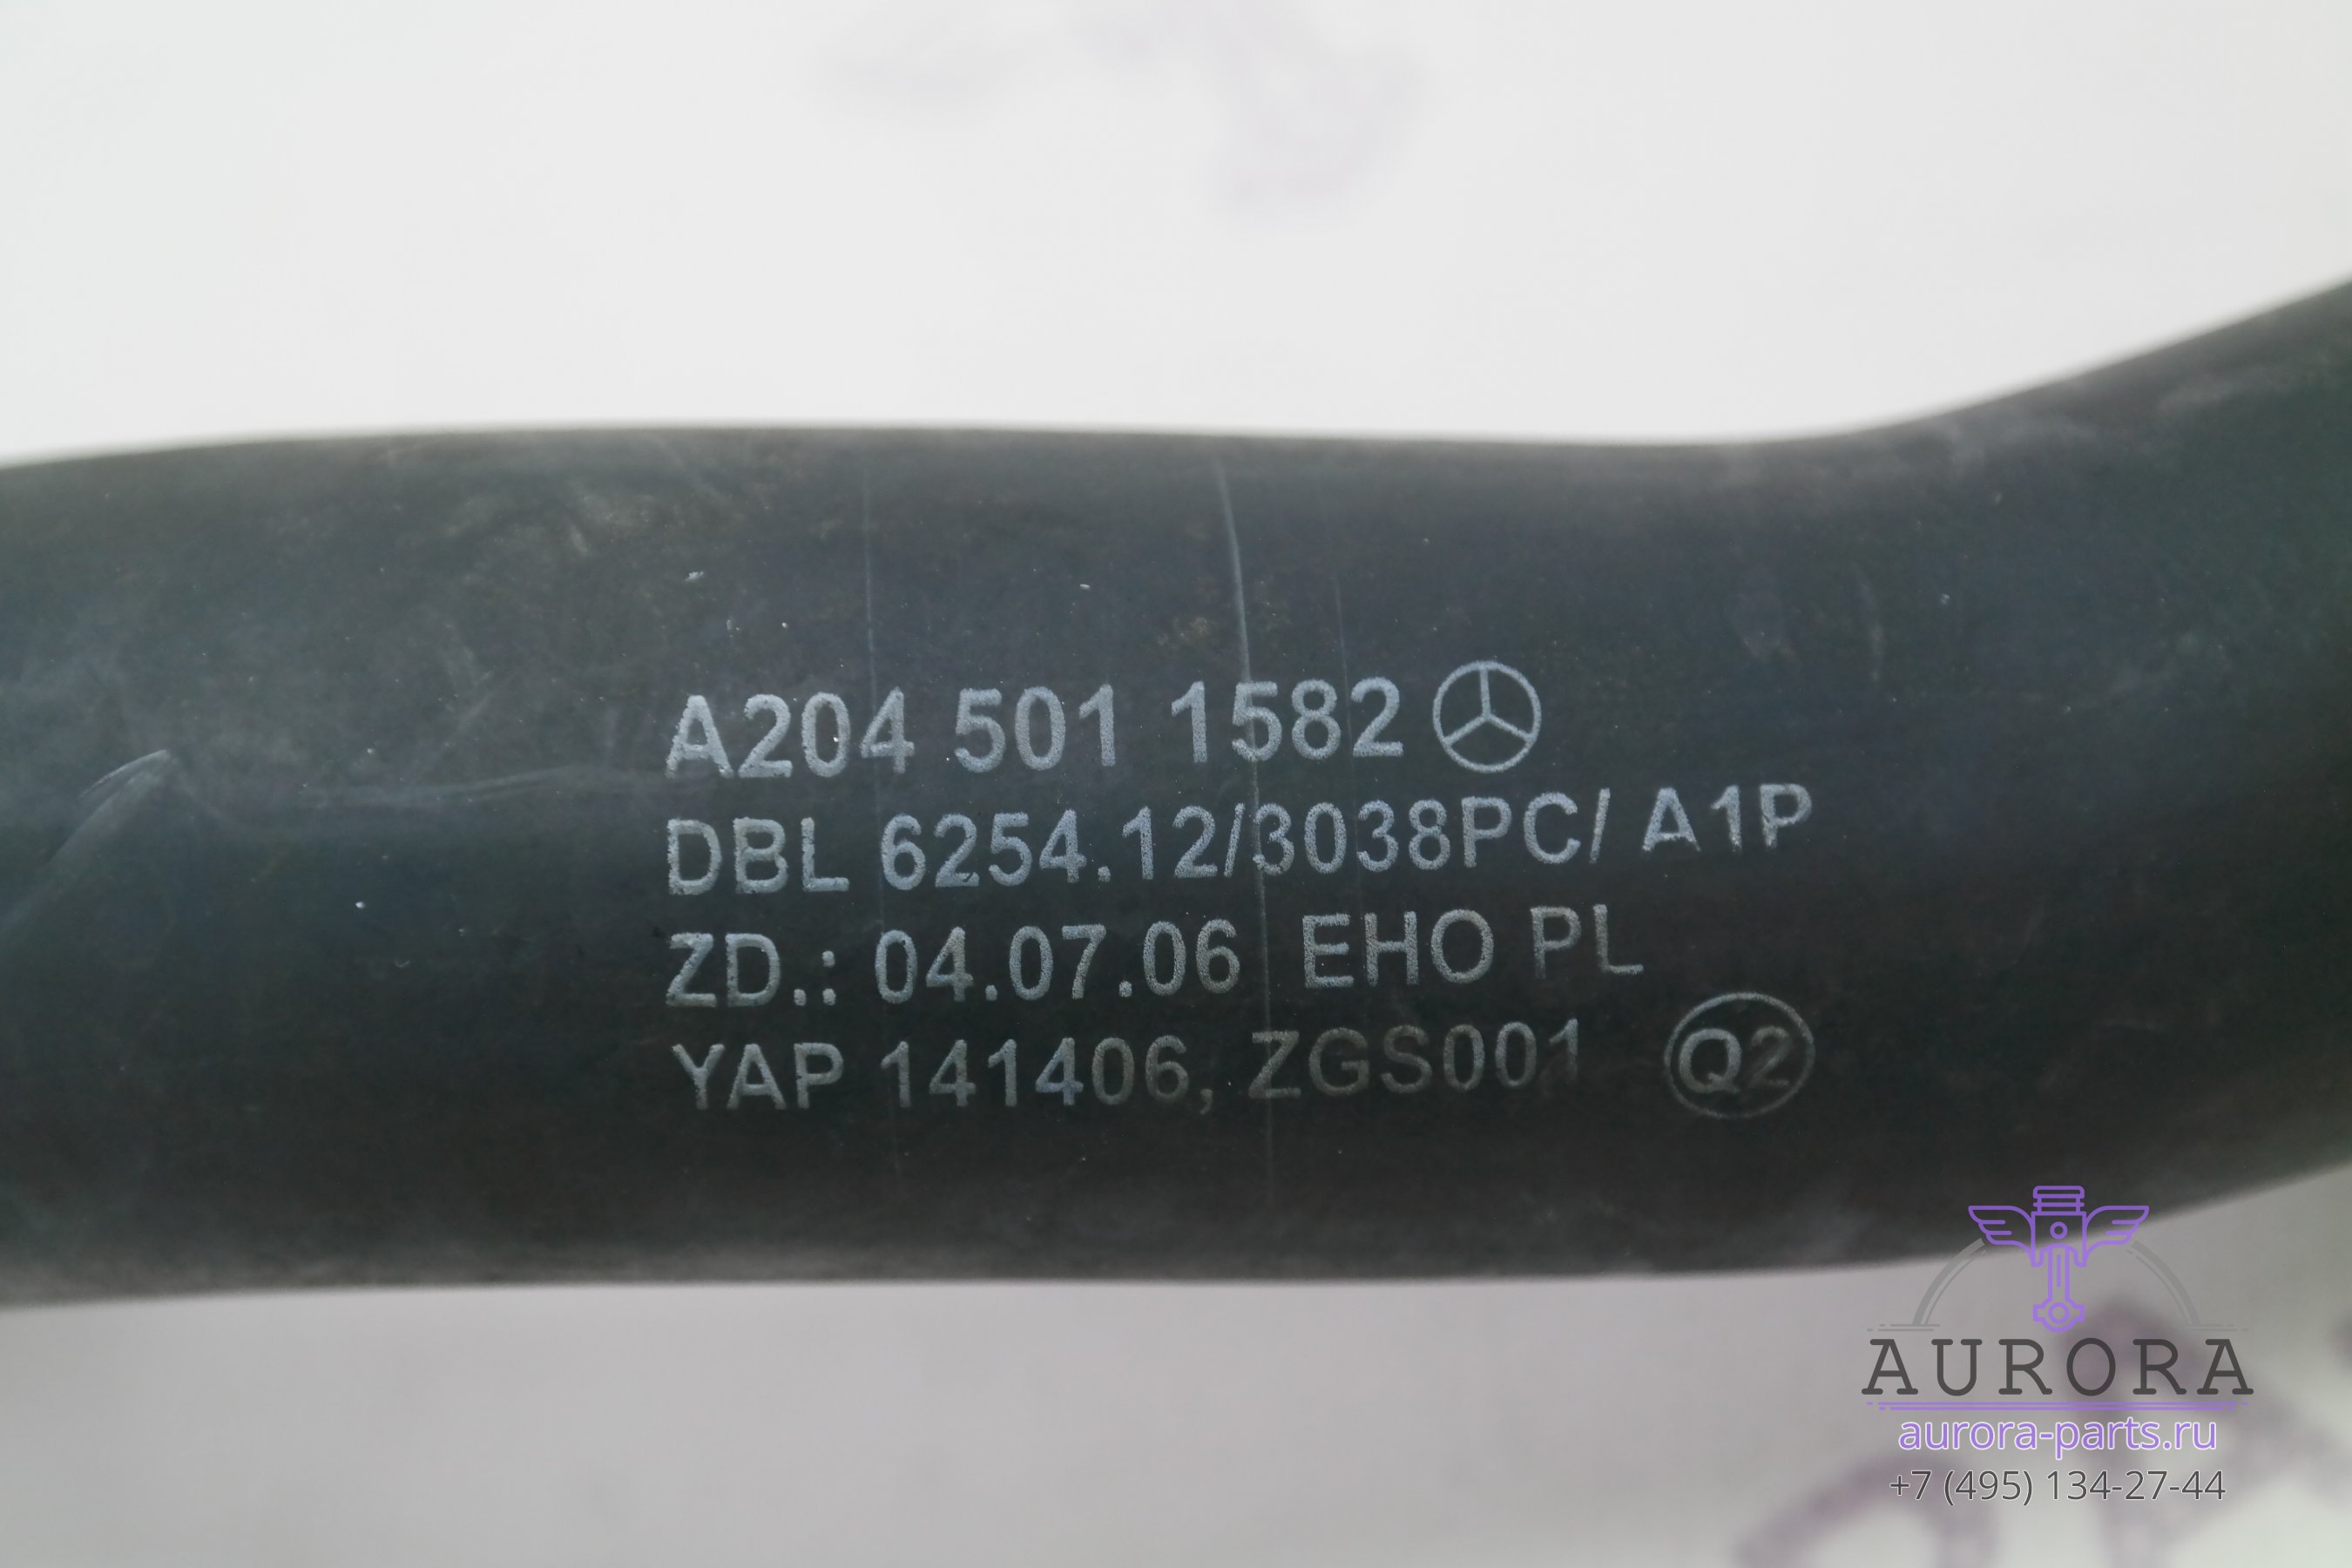 A204 501 1582
DBL 6254.12/3038PC/ A1P
ZD.: 04.07.06 EHO PL
YAP 141406, ZGS001 Q2
AURORA
aurora-parts.ru
+7 (495) 134-27-44